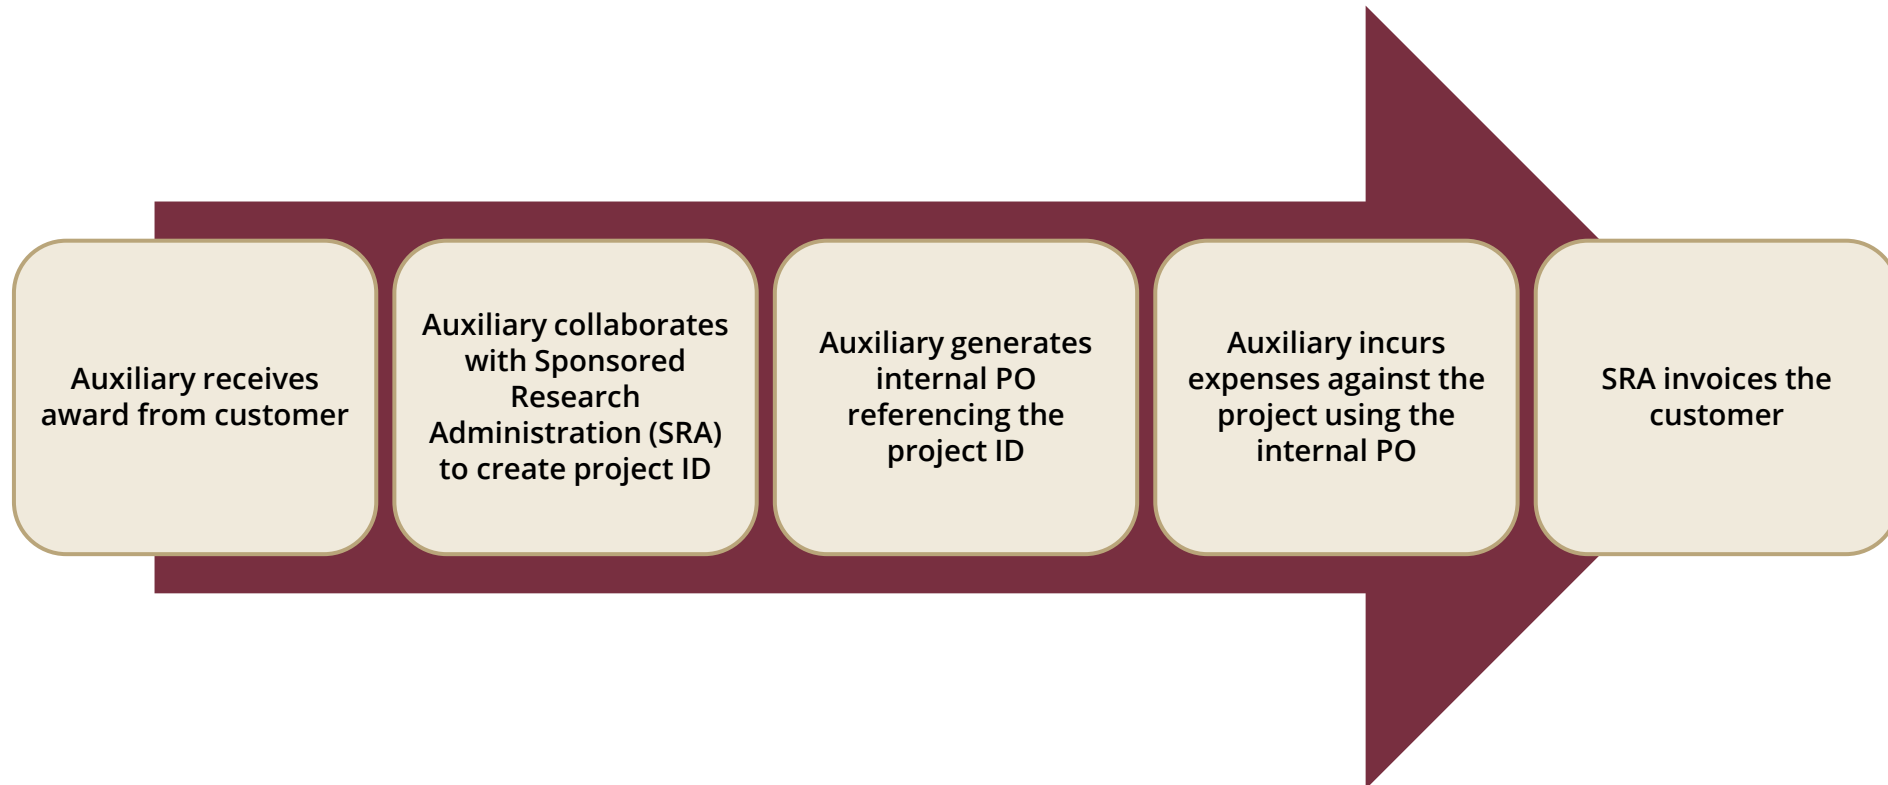 Auxiliary receives
award from customer
Auxiliary collaborates
with Sponsored
Research
Administration (SRA)
to create project ID
Auxiliary generates
internal PO
referencing the
project ID
Auxiliary incurs
expenses against the
project using the
internal PO
SRA invoices the
customer